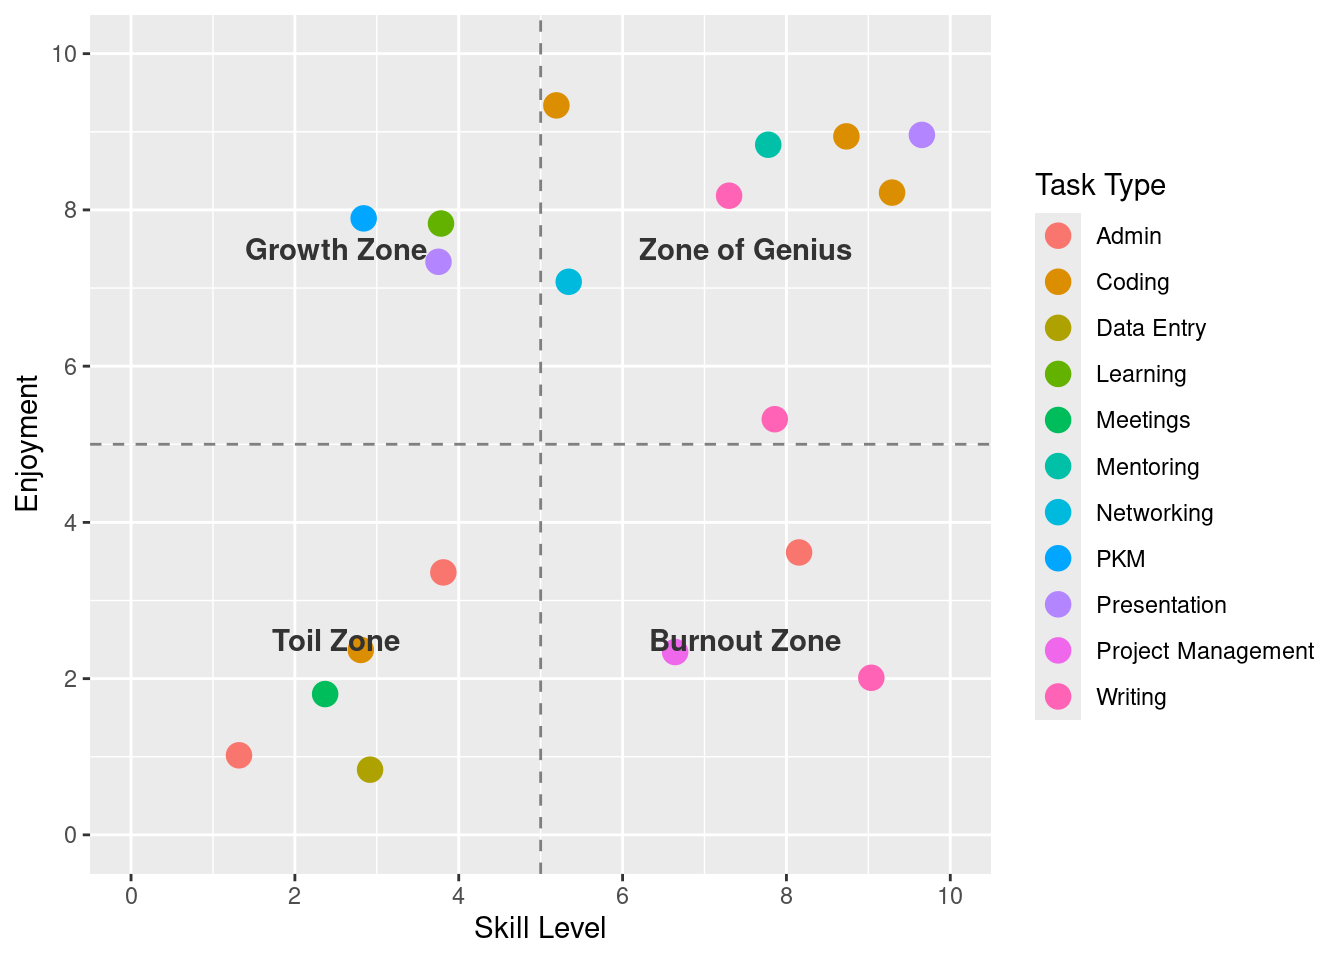 10
8
6
4
2
0
Enjoyment
Growth Zone
Zone of Genius
Toil Zone
Burnout Zone
0 2 4 6 8 10
Skill Level
Task Type
Admin
Coding
Data Entry
Learning
Meetings
Mentoring
Networking
PKM
Presentation
Project Management
Writing